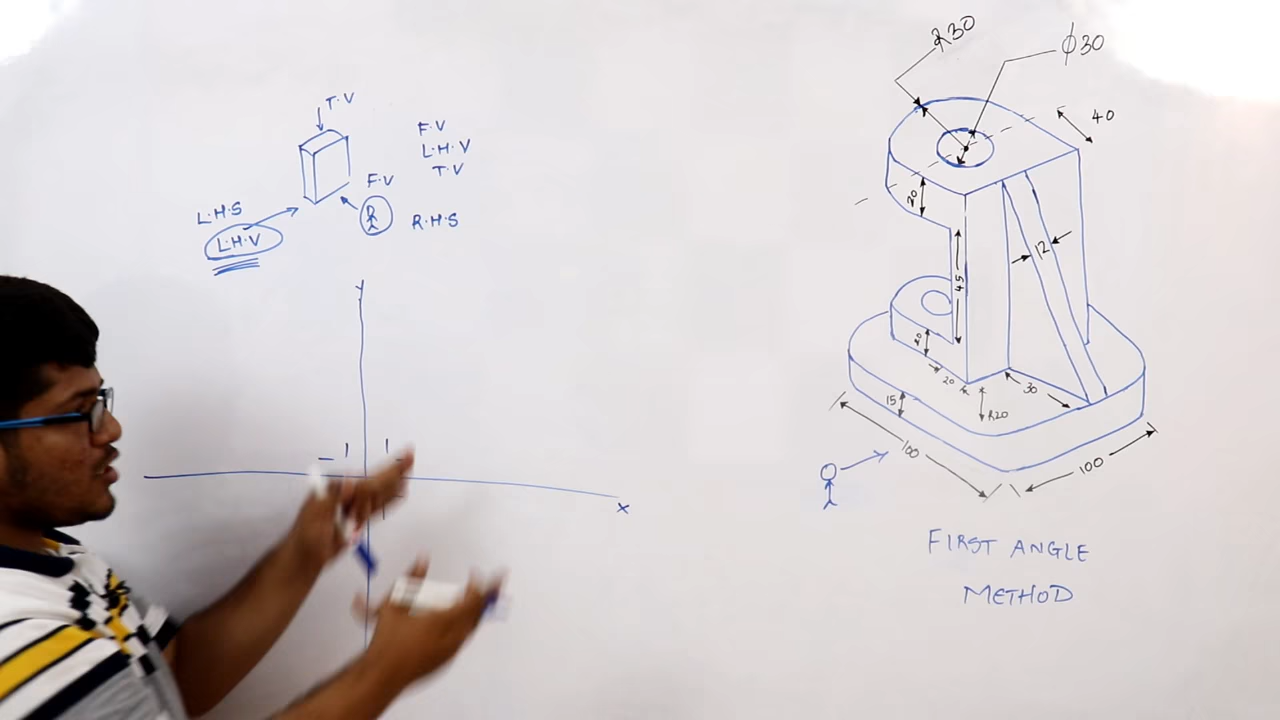 T.V
F.V
L.H.V
T.V
F.V
L.H.S
L.H.V
R.H.S
y
x
R30
ϕ30
40
20
12
45
20
20
30
15
R20
100
100
FIRST ANGLE
METHOD